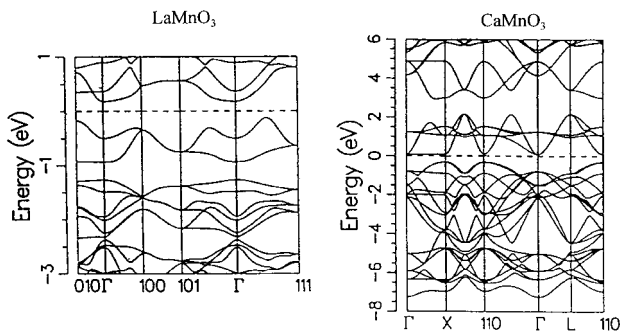 LaMnO₃
CaMnO₃
Energy (eV)
1
-1
-3
010 Γ 100 101 Γ 111
Energy (eV)
6
4
2
0
-2
-4
-6
-8
Γ X 110 Γ L 110